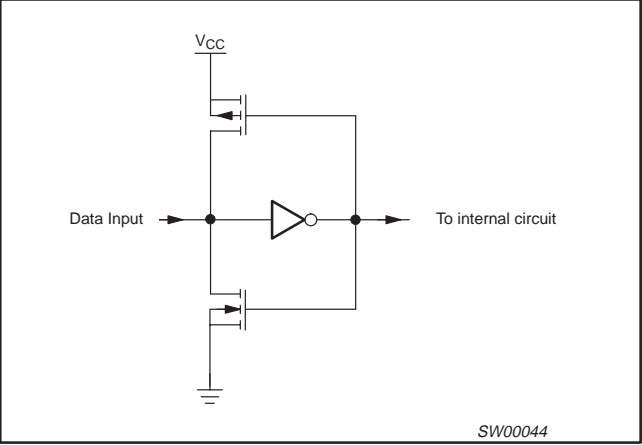 VCC
Data Input
To internal circuit
SW00044